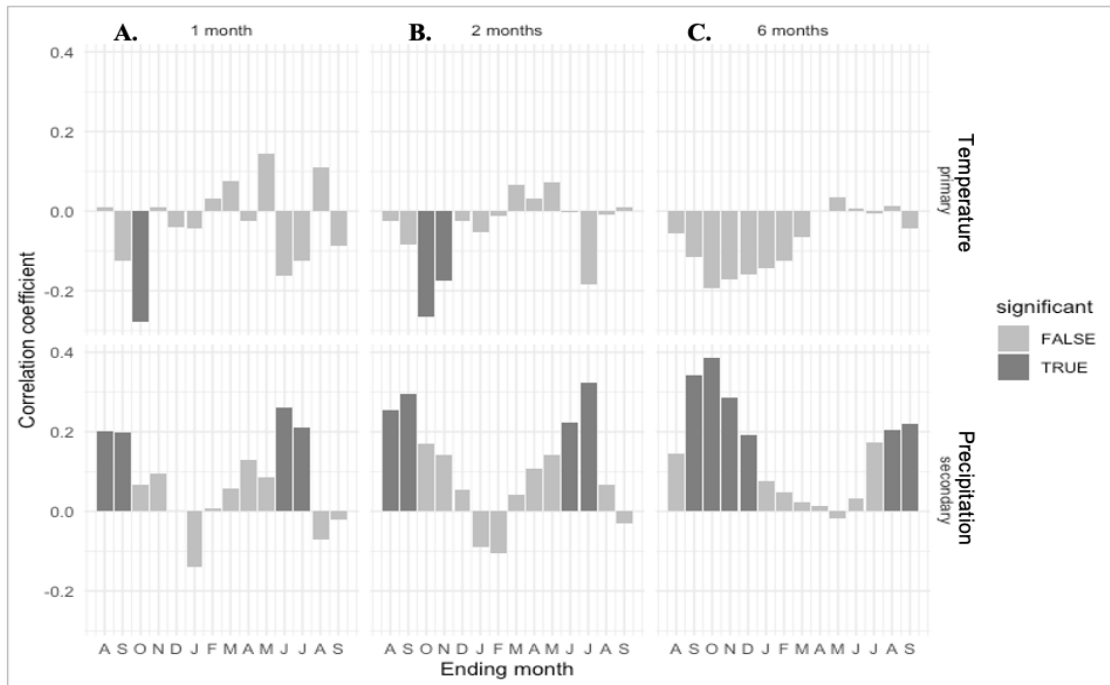 A. 1 month
B. 2 months
C. 6 months
0.4
0.2
0.0
-0.2
Temperature
primary
0.4
0.2
0.0
-0.2
Precipitation
secondary
Correlation coefficient
A S O N D J F M A M J J A S
A S O N D J F M A M J J A S
A S O N D J F M A M J J A S
Ending month
significant
FALSE
TRUE